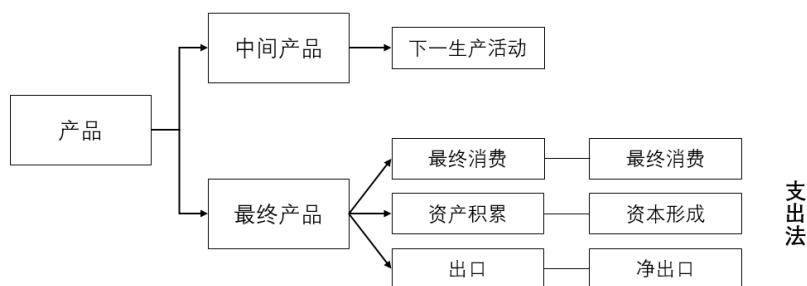 中间产品
下一生产活动
产品
最终消费
最终消费
最终产品
资产积累
资本形成
出口
净出口
支出法